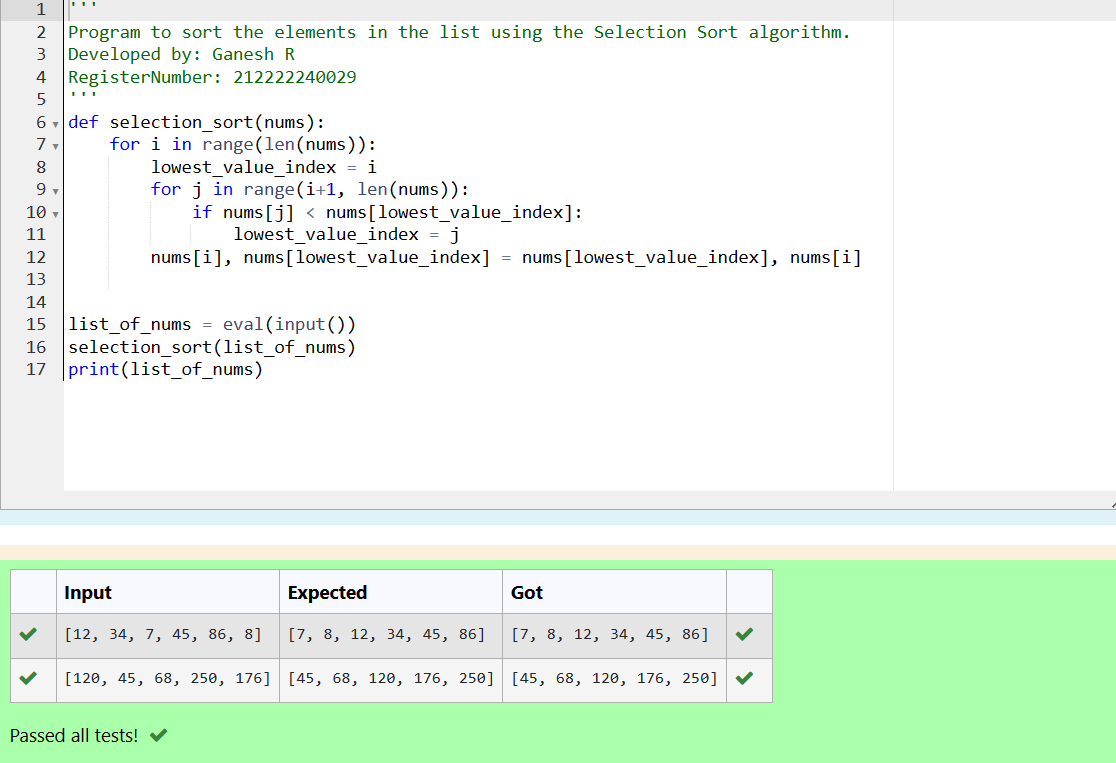 1 '''
2 Program to sort the elements in the list using the Selection Sort algorithm.
3 Developed by: Ganesh R
4 RegisterNumber: 212222240029
5 '''
6 def selection_sort(nums):
7     for i in range(len(nums)):
8         lowest_value_index = i
9         for j in range(i+1, len(nums)):
10             if nums[j] < nums[lowest_value_index]:
11                 lowest_value_index = j
12         nums[i], nums[lowest_value_index] = nums[lowest_value_index], nums[i]
13
14
15 list_of_nums = eval(input())
16 selection_sort(list_of_nums)
17 print(list_of_nums)
Input Expected Got
[12, 34, 7, 45, 86, 8] [7, 8, 12, 34, 45, 86] [7, 8, 12, 34, 45, 86]
[120, 45, 68, 250, 176] [45, 68, 120, 176, 250] [45, 68, 120, 176, 250]
Passed all tests!